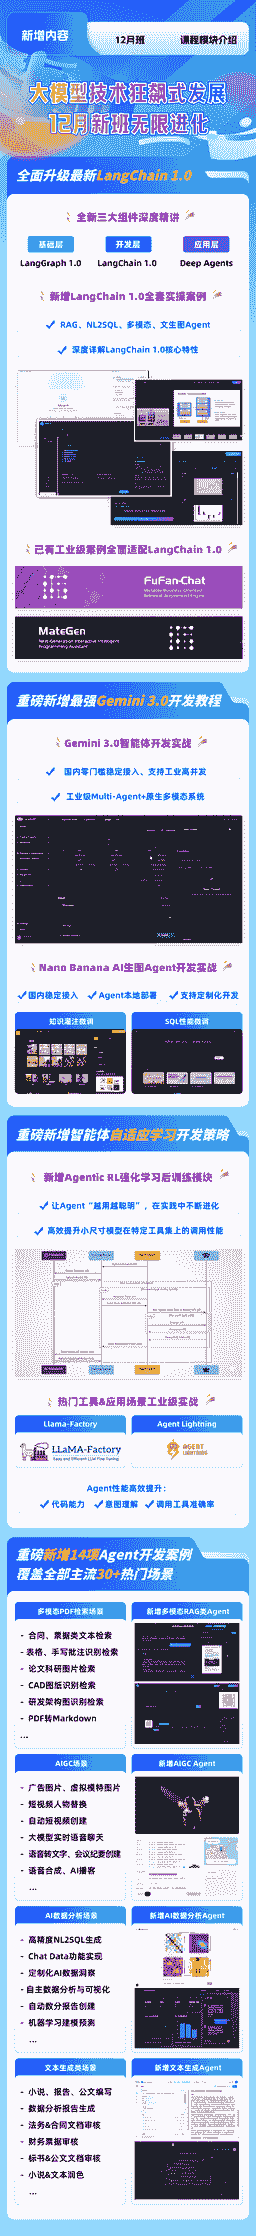 新增内容
12月班
课程模块介绍
大模型技术狂飙式发展
12月新班无限进化
全面升级最新LangChain 1.0
全新三大组件深度精讲
基础层
开发层
应用层
LangGraph 1.0
LangChain 1.0
Deep Agents
新增LangChain 1.0全套实操案例
RAG、NL2SQL、多模态、文生图Agent
深度详解LangChain 1.0核心特性
已有工业级案例全面适配LangChain 1.0
FuFan-Chat
MateGen
Next Generation Interactive Intelligent
Programming Assistant
重磅新增最强Gemini 3.0开发教程
Gemini 3.0智能体开发实战
国内零门槛稳定接入、支持工业高并发
工业级Multi-Agent+原生多模态系统
Nano Banana AI生图Agent开发实战
国内稳定接入
Agent本地部署
支持定制化开发
知识灌注微调
SQL性能微调
重磅新增智能体自适应学习开发策略
新增Agentic RL强化学习后训练模块
让Agent“越用越聪明”，在实践中不断进化
高效提升小尺寸模型在特定工具集上的调用性能
热门工具&应用场景工业级实战
Llama-Factory
Agent Lightning
LLaMA-Factory
Easy and Efficient LLM Fine-Tuning
AGENT
LIGHTNING
Agent性能高效提升：
代码能力
意图理解
调用工具准确率
重磅新增14项Agent开发案例
覆盖全部主流30+热门场景
多模态PDF检索场景
新增多模态RAG类Agent
- 合同、票据类文本检索
- 表格、手写批注识别检索
- 论文科研图片检索
- CAD图纸识别检索
- 研发架构图识别检索
- PDF转Markdown
...
AIGC场景
新增AIGC Agent
- 广告图片、虚拟模特图片
- 短视频人物替换
- 自动短视频创建
- 大模型实时语音聊天
- 语音转文字、会议纪要创建
- 语音合成、AI播客
...
AI数据分析场景
新增AI数据分析Agent
- 高精度NL2SQL生成
- Chat Data功能实现
- 定制化AI数据洞察
- 自主数据分析与可视化
- 自动数分报告创建
- 机器学习建模预测
...
文本生成类场景
新增文本生成Agent
- 小说、报告、公文编写
- 数据分析报告生成
- 法务&合同文档审核
- 财务票据审核
- 标书&公文文档审核
- 小说&文本润色
...